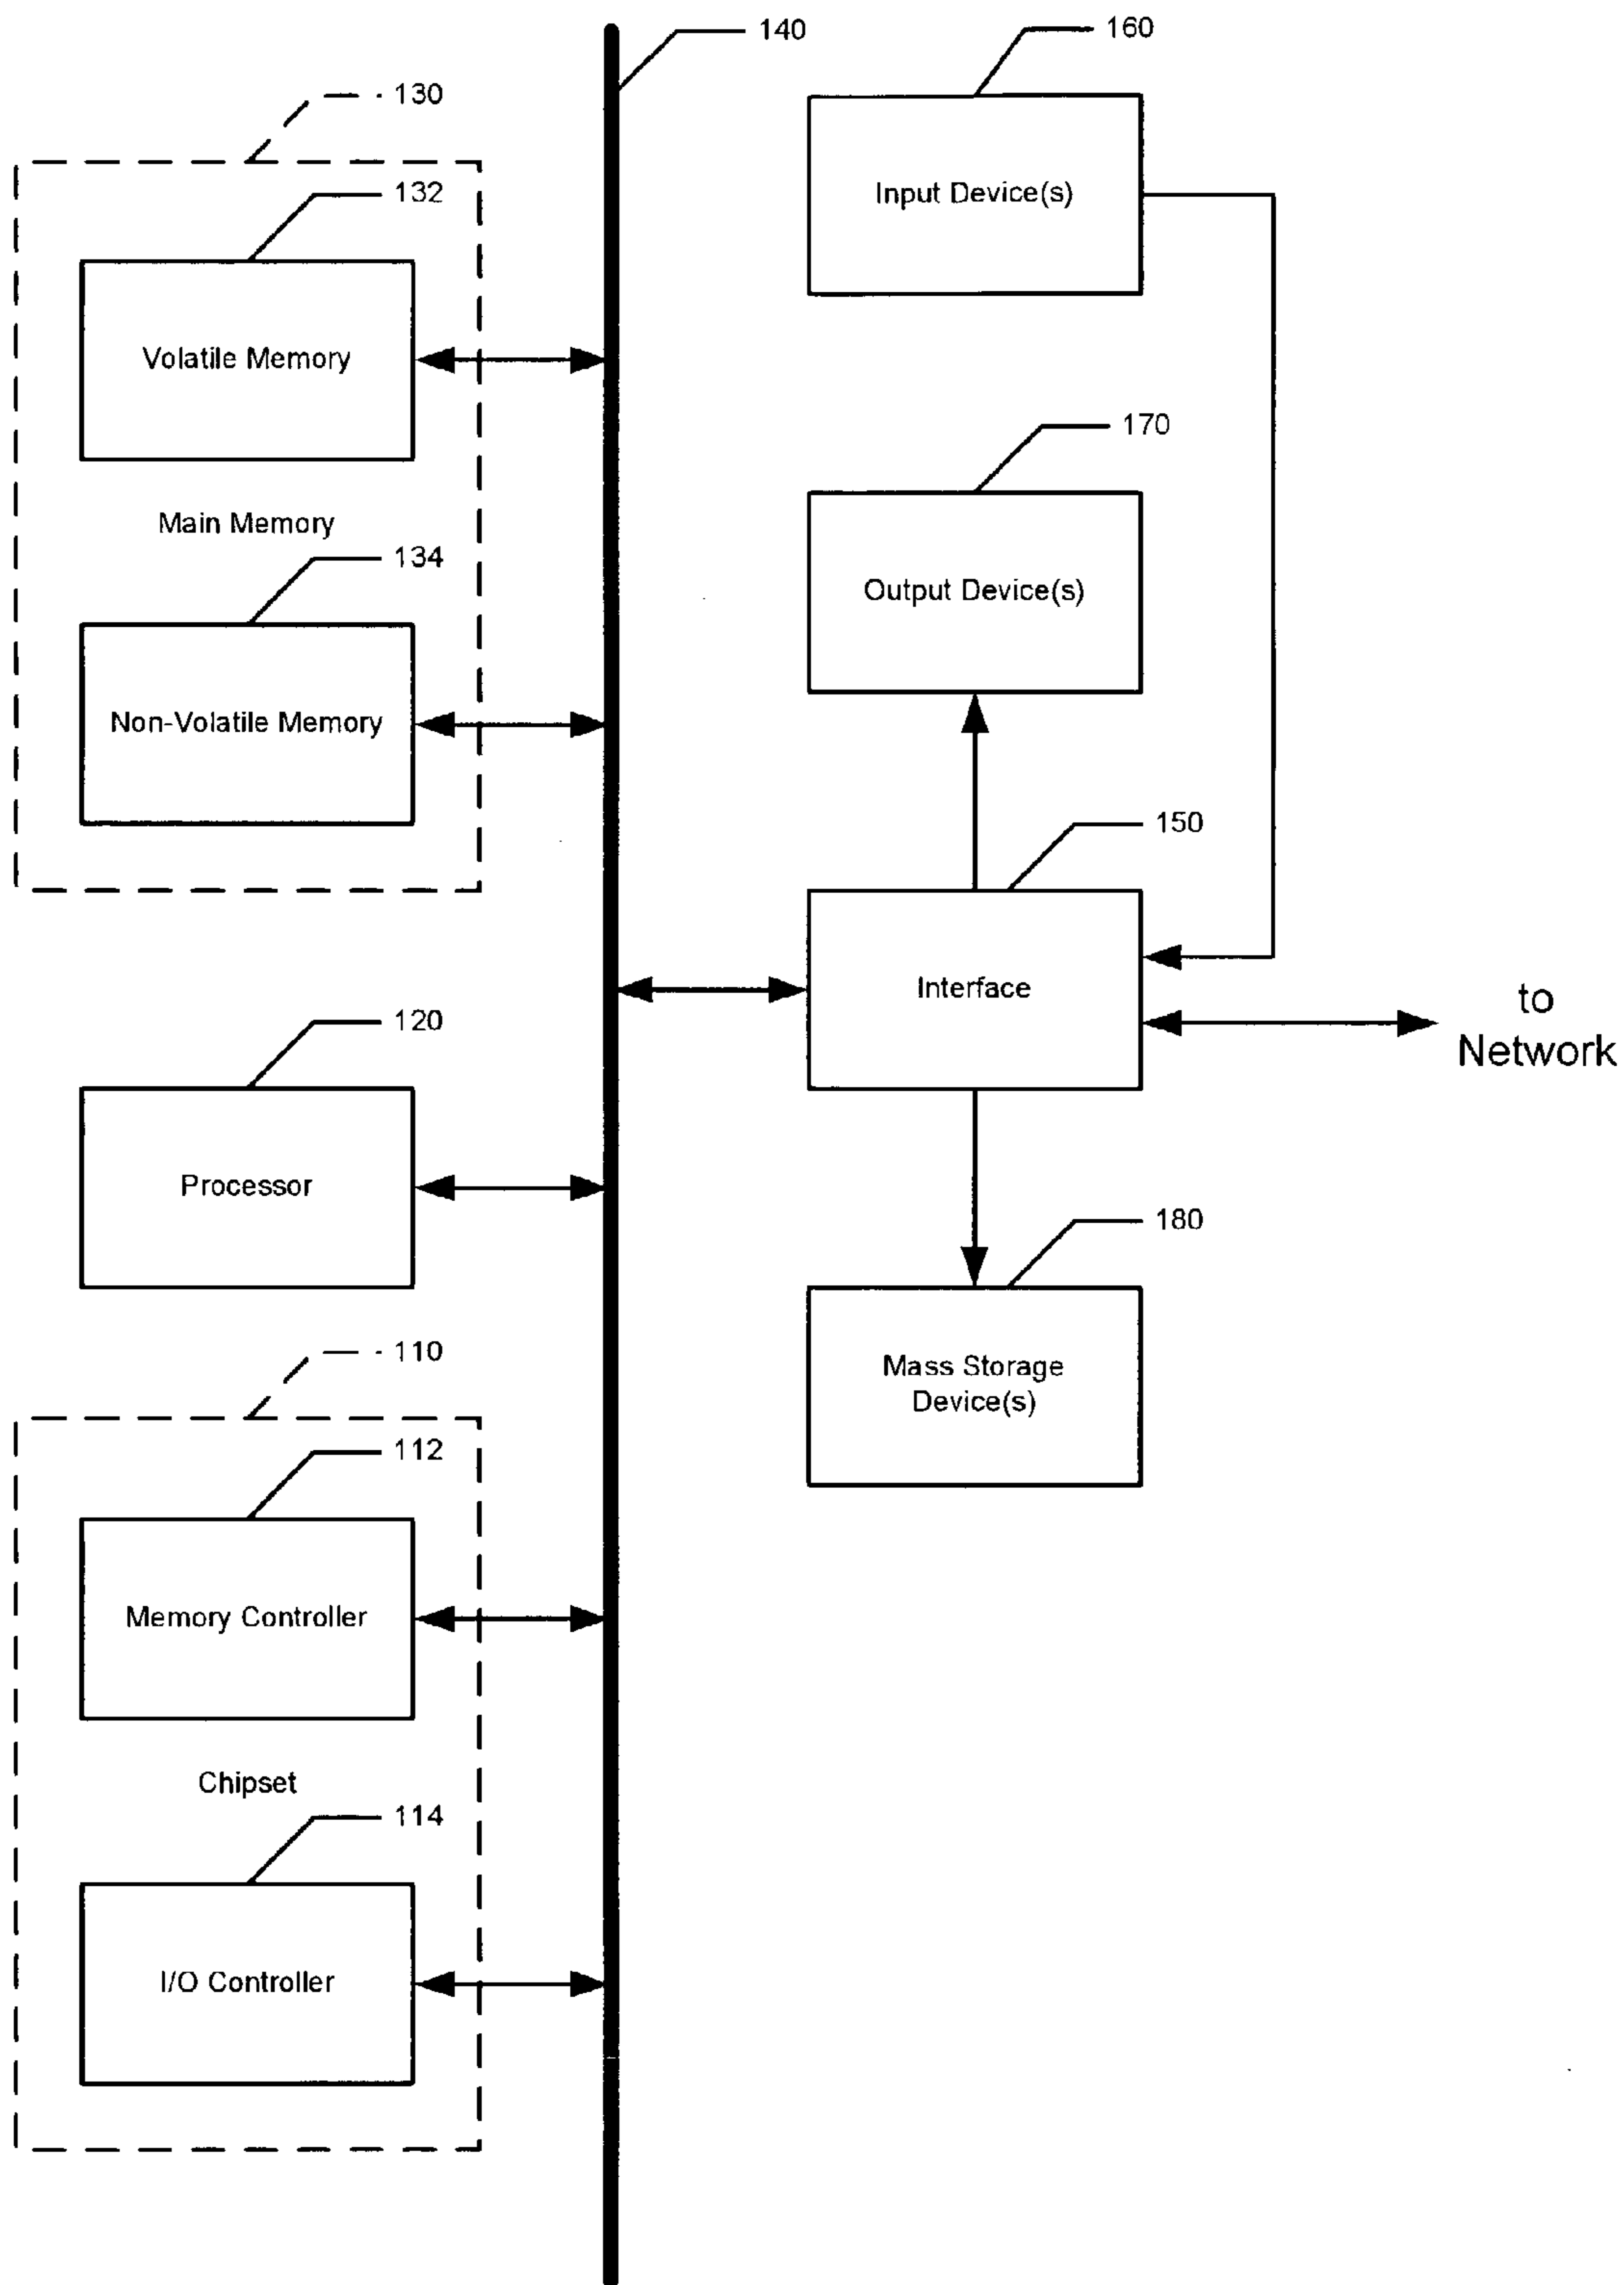 140
160
130
132
Input Device(s)
Volatile Memory
170
Main Memory
134
Output Device(s)
Non-Volatile Memory
150
Interface
to
Network
120
Processor
180
110
Mass Storage
Device(s)
112
Memory Controller
Chipset
114
I/O Controller